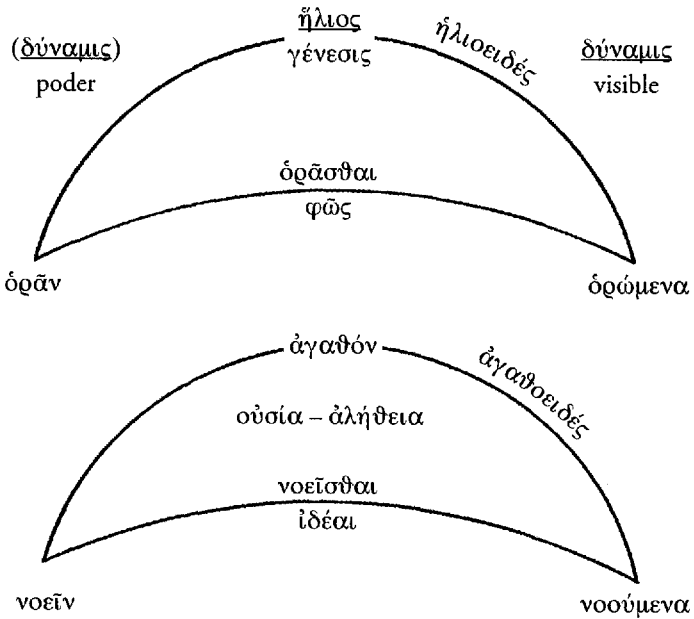 ἥλιος
(δύναμις)
poder
γένεσις
ἡλιοειδές
δύναμις
visible
ὁρᾶσθαι
φῶς
ὁρᾶν
ὁρώμενα
ἀγαθόν
ἀγαθοειδές
οὐσία – ἀλήθεια
νοεῖσθαι
ἰδέαι
νοεῖν
νοούμενα